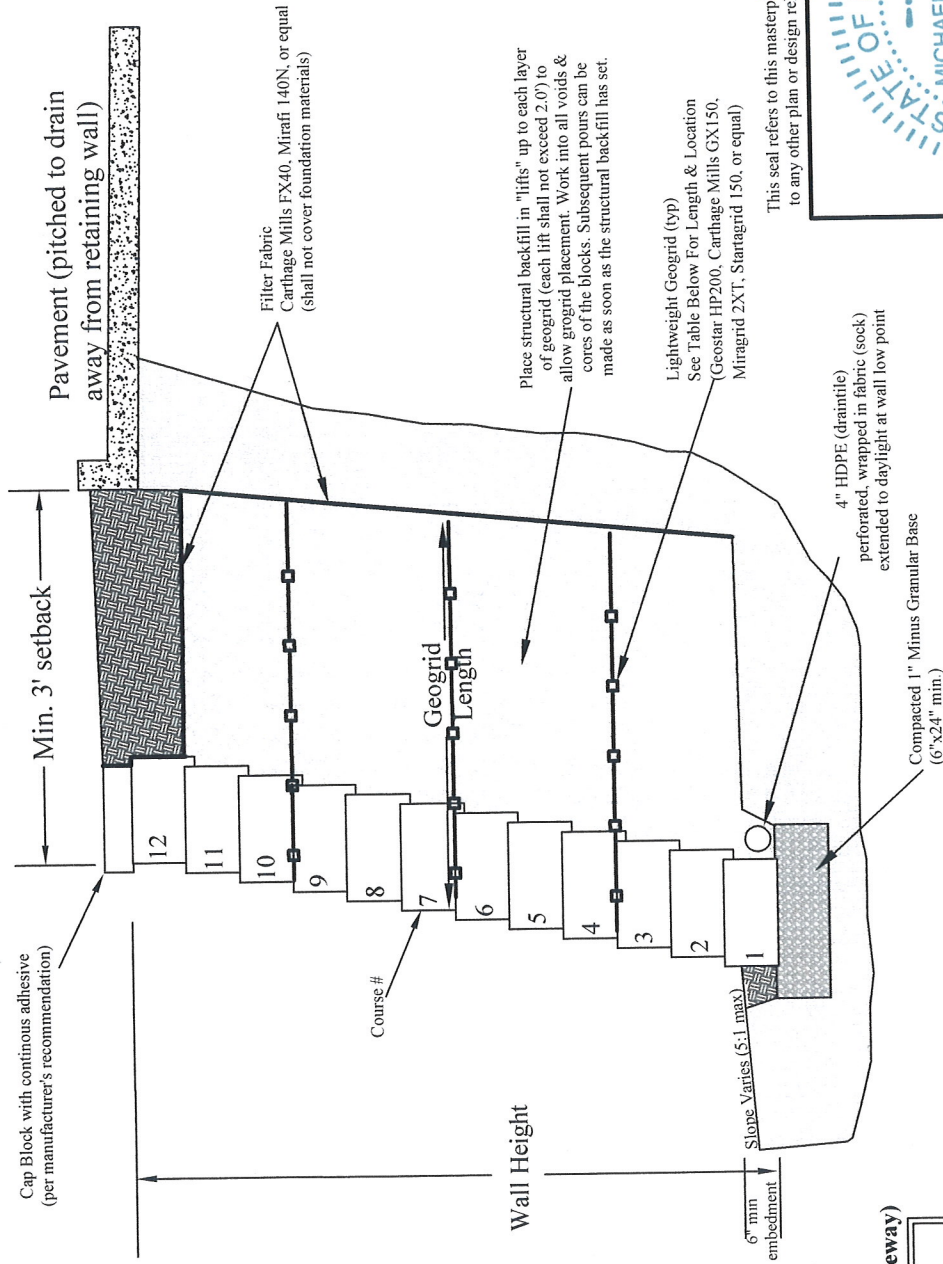 Cap Block with continous adhesive
(per manufacturer's recommendation)
Min. 3' setback
Pavement (pitched to drain
away from retaining wall)
Filter Fabric
Carthage Mills FX40, Mirafi 140N, or equal
(shall not cover foundation materials)
Course #
12
11
10
9
8
7
6
5
4
3
2
1
Geogrid
Length
Place structural backfill in "lifts" up to each layer
of geogrid (each lift shall not exceed 2.0') to
allow grogrid placement. Work into all voids &
cores of the blocks. Subsequent pours can be
made as soon as the structural backfill has set.
Wall Height
Lightweight Geogrid (typ)
See Table Below For Length & Location
(Geostar HP200, Carthage Mills GX150,
Miragrid 2XT, Startagrid 150, or equal)
Slope Varies (5:1 max)
6" min
embedment
4" HDPE (draintile)
perforated, wrapped in fabric (sock)
extended to daylight at wall low point
Compacted 1" Minus Granular Base
(6"x24" min.)
This seal refers to this masterp
to any other plan or design re
STATE OF
MICHAEL
eway)